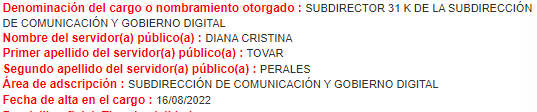 Denominación del cargo o nombramiento otorgado : SUBDIRECTOR 31 K DE LA SUBDIRECCIÓN
DE COMUNICACIÓN Y GOBIERNO DIGITAL
Nombre del servidor(a) público(a) : DIANA CRISTINA
Primer apellido del servidor(a) público(a) : TOVAR
Segundo apellido del servidor(a) público(a) : PERALES
Área de adscripción : SUBDIRECCIÓN DE COMUNICACIÓN Y GOBIERNO DIGITAL
Fecha de alta en el cargo : 16/08/2022